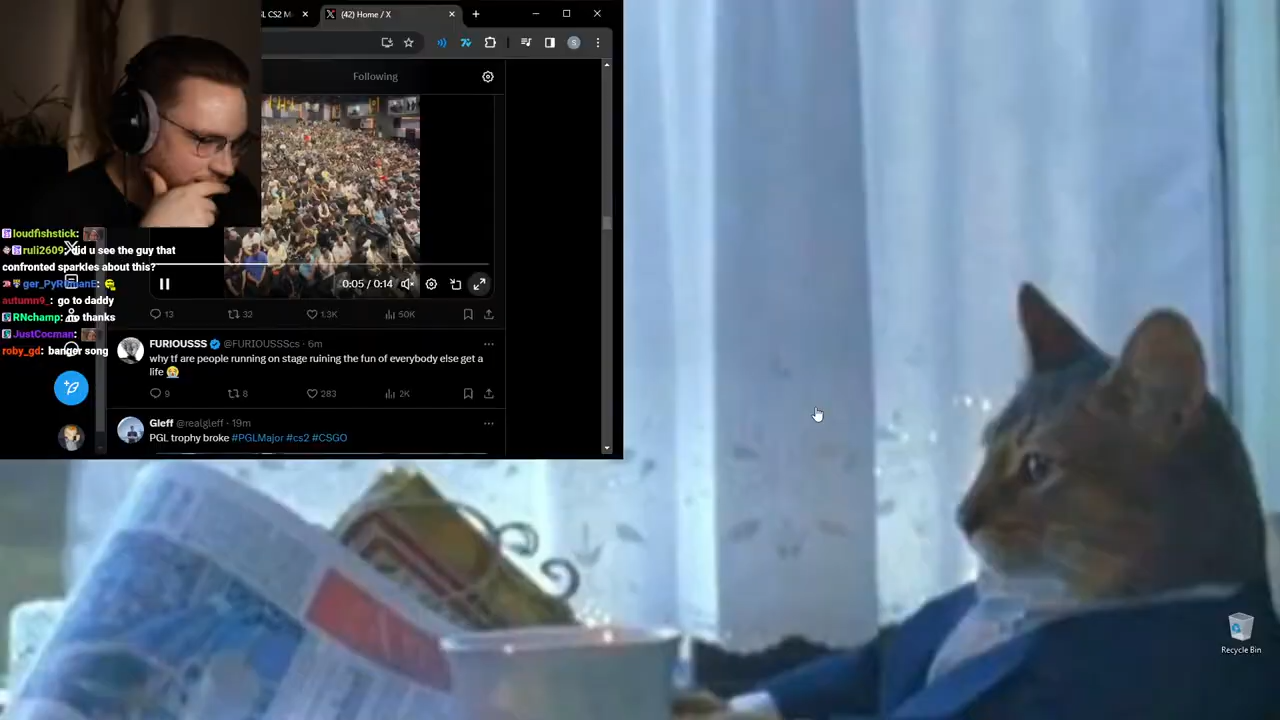 GL CS2 M
(42) Home / X
Following
0:05 / 0:14
13
32
1.3K
50K
FURIOUSSS @FURIOUSSScs · 6m
why tf are people running on stage ruining the fun of everybody else get a
life 😭
9
8
283
2K
Gleff @realgleff · 19m
PGL trophy broke #PGLMajor #cs2 #CSGO
loudfishstick:
ruli2609: did u see the guy that
confronted sparkles about this?
autumn9_: go to daddy
RNchamp: no thanks
JustCocman:
roby_gd: banger song
Recycle Bin